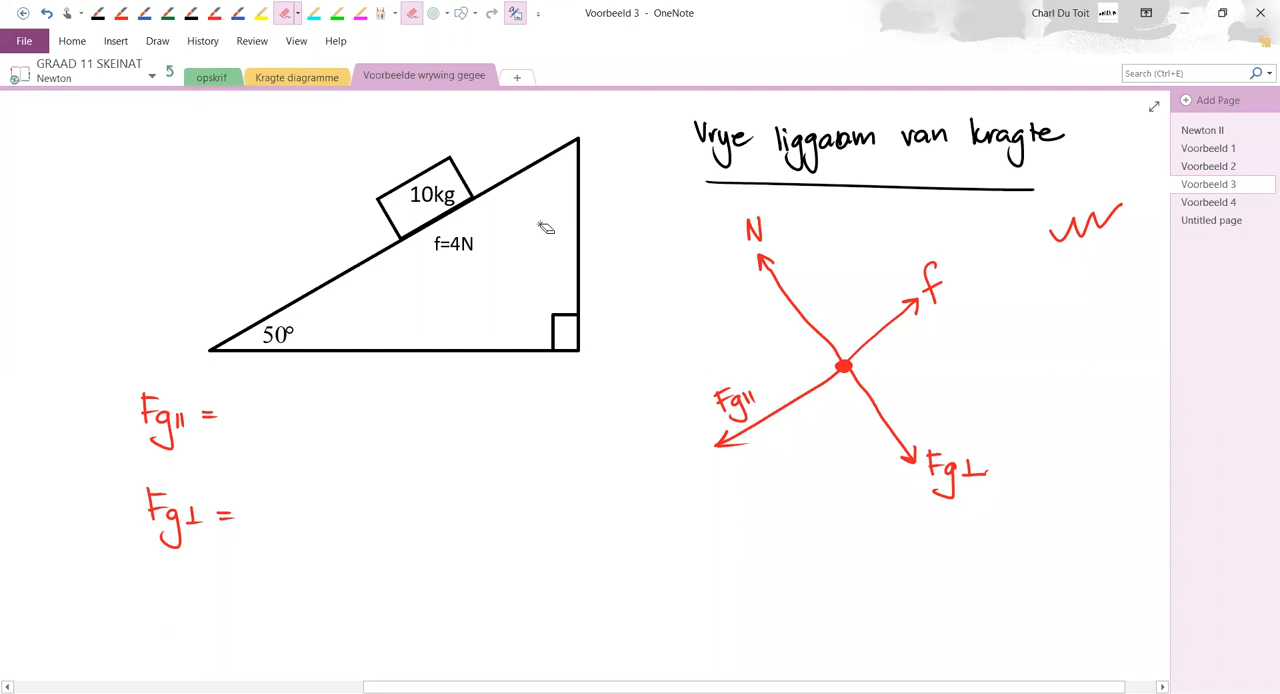 Voorbeeld 3 - OneNote
Charl Du Toit
File Home Insert Draw History Review View Help
GRAAD 11 SKEINAT
Newton
opskrif
Kragte diagramme
Voorbeelde wrywing gegee
Search (Ctrl+E)
Add Page
Newton II
Voorbeeld 1
Voorbeeld 2
Voorbeeld 3
Voorbeeld 4
Untitled page
Vrye liggaam van kragte
10kg
f=4N
50°
N
f
Fg||
Fg⊥
Fg|| =
Fg⊥ =